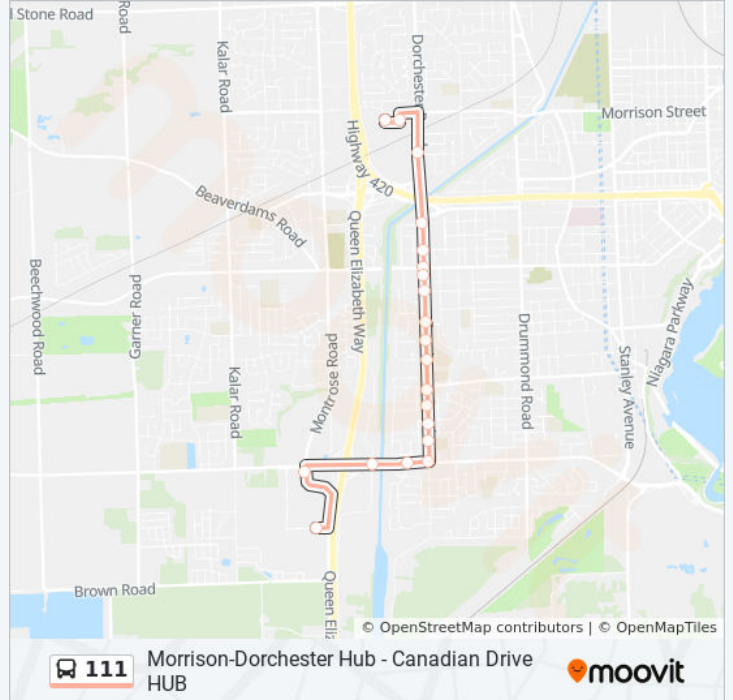 l Stone Road
Road
Kalar Road
Dorchester
Morrison Street
Highway 420
Beaverdams Road
Queen Elizabeth Way
Beechwood Road
Garner Road
Niagara Parkway
Drummond Road
Stanley Avenue
Montrose Road
Kalar Road
Brown Road
Queen Eliz
© OpenStreetMap contributors | © OpenMapTiles
111 Morrison-Dorchester Hub - Canadian Drive
HUB
moovit